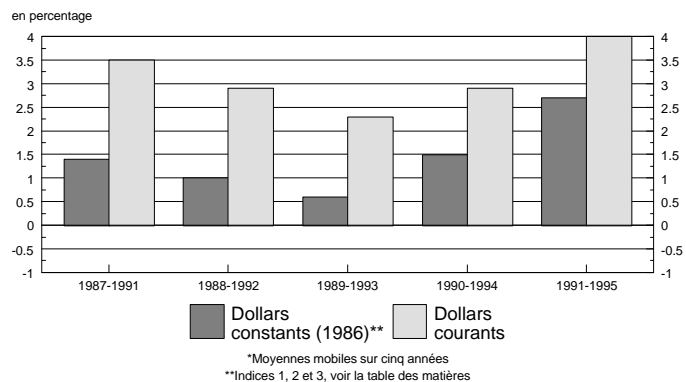 en percentage
4 4
3.5 3.5
3 3
2.5 2.5
2 2
1.5 1.5
1 1
0.5 0.5
0 0
-0.5 -0.5
-1 -1
1987-1991 1988-1992 1989-1993 1990-1994 1991-1995
Dollars Dollars
constants (1986)** courants
*Moyennes mobiles sur cinq années
**Indices 1, 2 et 3, voir la table des matières